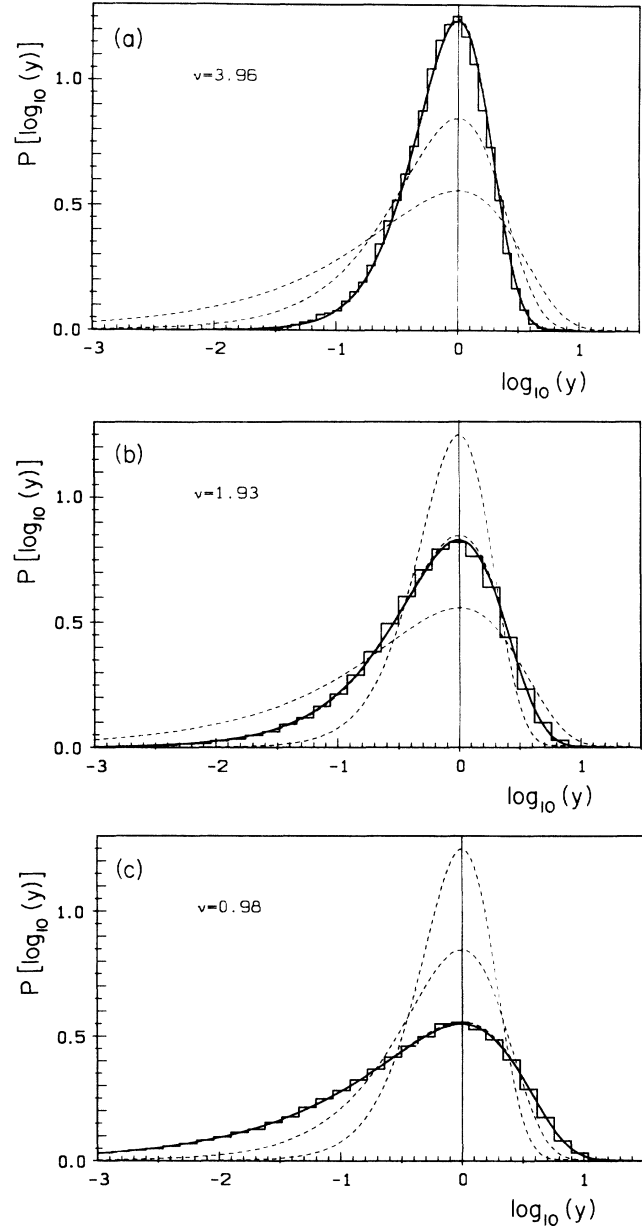 (a)
ν=3.96
P [log₁₀ (y)]
1.0
0.5
0.0
-3 -2 -1 0 1
log₁₀ (y)
(b)
ν=1.93
P [log₁₀ (y)]
1.0
0.5
0.0
-3 -2 -1 0 1
log₁₀ (y)
(c)
ν=0.98
P [log₁₀ (y)]
1.0
0.5
0.0
-3 -2 -1 0 1
log₁₀ (y)